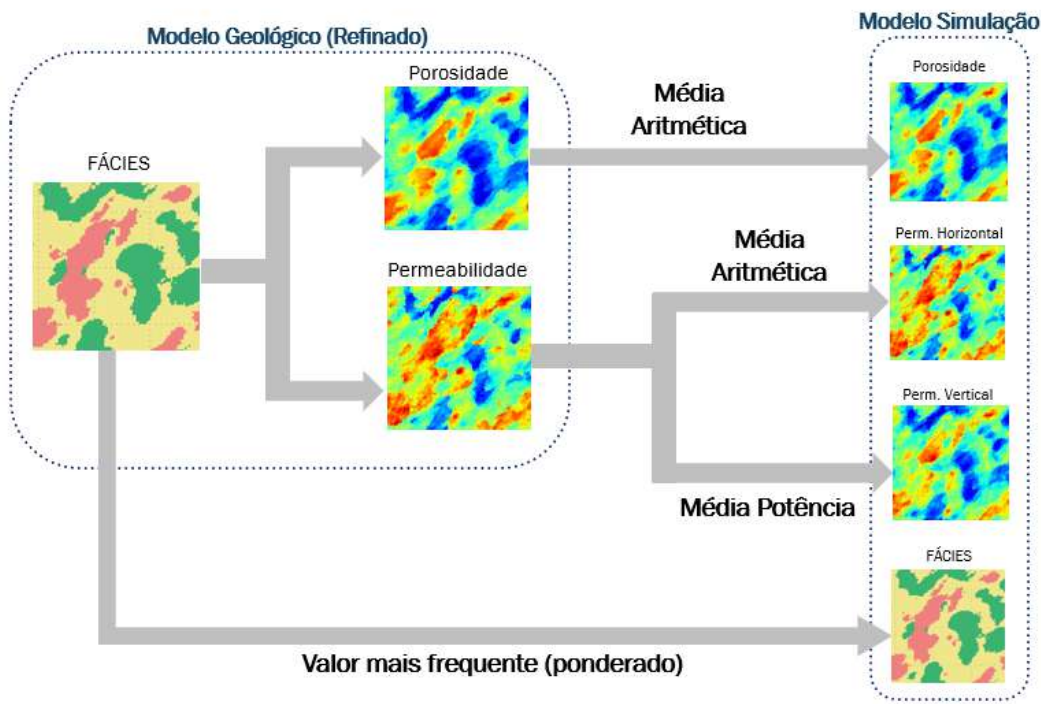 Modelo Geológico (Refinado)
Modelo Simulação
Porosidade
Porosidade
Média
Aritmética
FÁCIES
Perm. Horizontal
Média
Aritmética
Permeabilidade
Perm. Vertical
Média Potência
FÁCIES
Valor mais frequente (ponderado)